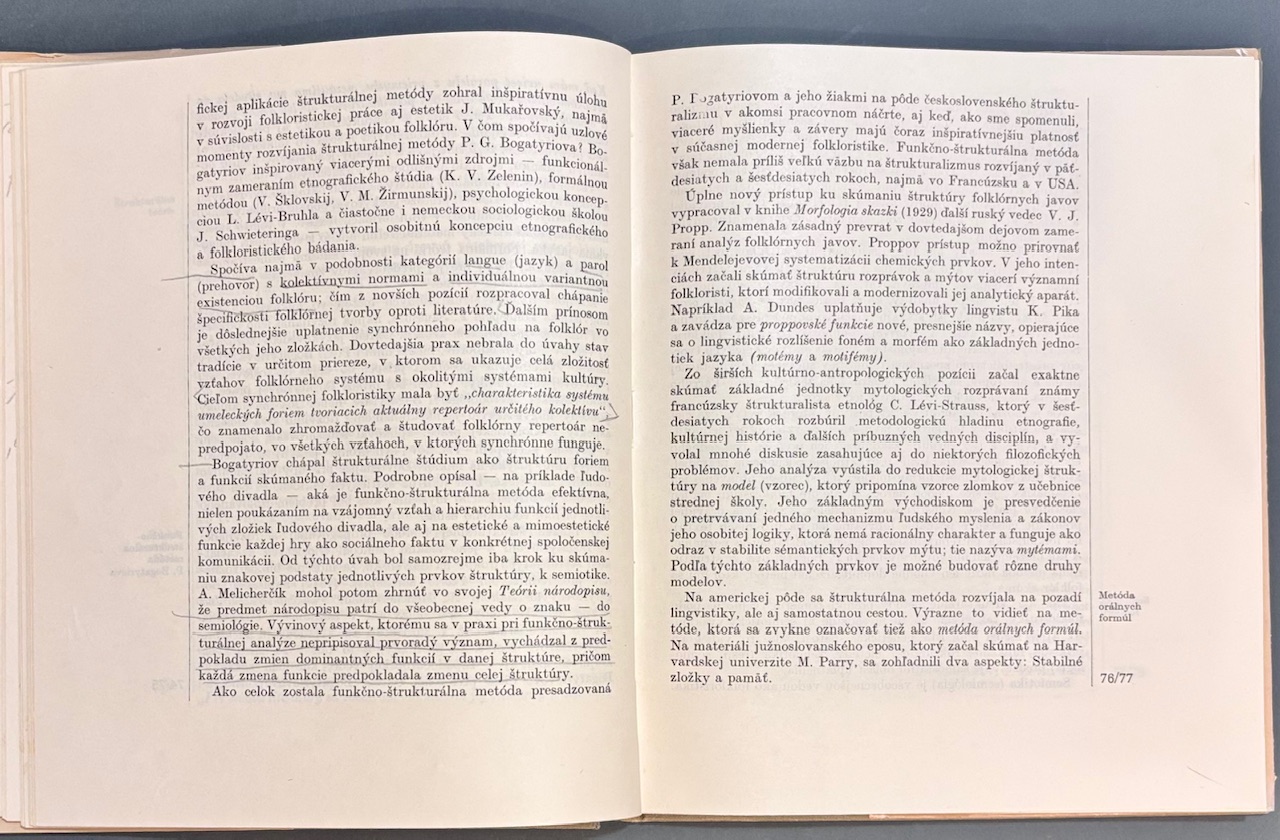 fickej aplikácie štrukturálnej metódy zohral inšpiratívnu úlohu
v rozvoji folkloristickej práce aj estetik J. Mukařovský, najmä
v súvislosti s estetikou a poetikou folklóru. V čom spočívajú uzlové
momenty rozvíjania štrukturálnej metódy P. G. Bogatyriova? Bo-
gatyriov inšpirovaný viacerými odlišnými zdrojmi — funkcionál-
nym zameraním etnografického štúdia (K. V. Zelenin), formálnou
metódou (V. Šklovskij, V. M. Žirmunskij), psychologickou koncep-
ciou L. Lévi-Bruhla a čiastočne i nemeckou sociologickou školou
J. Schwieteringa — vytvoril osobitnú koncepciu etnografického
a folkloristického bádania.
Spočíva najmä v podobnosti kategórií langue (jazyk) a parol
(prehovor) s kolektívnymi normami a individuálnou variantnou
existenciou folklóru; čím z novších pozícií rozpracoval chápanie
špecifickosti folklórnej tvorby oproti literatúre. Ďalším prínosom
je dôslednejšie uplatnenie synchrónneho pohľadu na folklór vo
všetkých jeho zložkách. Dovtedajšia prax nebrala do úvahy stav
tradície v určitom priereze, v ktorom sa ukazuje celá zložitosť
vzťahov folklórneho systému s okolitými systémami kultúry.
Cieľom synchrónnej folkloristiky mala byť „charakteristika systému
umeleckých foriem tvoriacich aktuálny repertoár určitého kolektívu“,
čo znamenalo zhromažďovať a študovať folklórny repertoár ne-
predpojato, vo všetkých vzťahoch, v ktorých synchrónne funguje.
Bogatyriov chápal štrukturálne štúdium ako štruktúru foriem
a funkcií skúmaného faktu. Podrobne opísal — na príklade ľudo-
vého divadla — aká je funkčno-štrukturálna metóda efektívna,
nielen poukázaním na vzájomný vzťah a hierarchiu funkcií jednotli-
vých zložiek ľudového divadla, ale aj na estetické a mimoestetické
funkcie každej hry ako sociálneho faktu v konkrétnej spoločenskej
komunikácii. Od týchto úvah bol samozrejme iba krok ku skúma-
niu znakovej podstaty jednotlivých prvkov štruktúry, k semiotike.
A. Melicherčík mohol potom zhrnúť vo svojej Teórii národopisu,
že predmet národopisu patrí do všeobecnej vedy o znaku — do
semiológie. Vývinový aspekt, ktorému sa v praxi pri funkčno-štruk-
turálnej analýze nepripisoval prvoradý význam, vychádzal z pred-
pokladu zmien dominantných funkcií v danej štruktúre, pričom
každá zmena funkcie predpokladala zmenu celej štruktúry.
Ako celok zostala funkčno-štrukturálna metóda presadzovaná
P. Bogatyriovom a jeho žiakmi na pôde československého štruktu-
ralizmu v akomsi pracovnom náčrte, aj keď, ako sme spomenuli,
viaceré myšlienky a závery majú čoraz inšpiratívnejšiu platnosť
v súčasnej modernej folkloristike. Funkčno-štrukturálna metóda
však nemala príliš veľkú väzbu na štrukturalizmus rozvíjaný v päť-
desiatych a šesťdesiatych rokoch, najmä vo Francúzsku a v USA.
Úplne nový prístup ku skúmaniu štruktúry folklórnych javov
vypracoval v knihe Morfologia skazki (1929) ďalší ruský vedec V. J.
Propp. Znamenala zásadný prevrat v dovtedajšom dejovom zame-
raní analýz folklórnych javov. Proppov prístup možno prirovnať
k Mendelejevovej systematizácii chemických prvkov. V jeho inten-
ciách začali skúmať štruktúru rozprávok a mýtov viacerí významní
folkloristi, ktorí modifikovali a modernizovali jej analytický aparát.
Napríklad A. Dundes uplatňuje výdobytky lingvistu K. Pika
a zavádza pre proppovské funkcie nové, presnejšie názvy, opierajúce
sa o lingvistické rozlíšenie foném a morfém ako základných jedno-
tiek jazyka (motémy a motifémy).
Zo širších kultúrno-antropologických pozícii začal exaktne
skúmať základné jednotky mytologických rozprávaní známy
francúzsky štrukturalista etnológ C. Lévi-Strauss, ktorý v šesť-
desiatych rokoch rozbúril metodologickú hladinu etnografie,
kultúrnej histórie a ďalších príbuzných vedných disciplín, a vy-
volal mnohé diskusie zasahujúce aj do niektorých filozofických
problémov. Jeho analýza vyústila do redukcie mytologickej štruk-
túry na model (vzorec), ktorý pripomína vzorce zlomkov z učebnice
strednej školy. Jeho základným východiskom je presvedčenie
o pretrvávaní jedného mechanizmu ľudského myslenia a zákonov
jeho osobitej logiky, ktorá nemá racionálny charakter a funguje ako
odraz v stabilite sémantických prvkov mýtu; tie nazýva mytémami.
Podľa týchto základných prvkov je možné budovať rôzne druhy
modelov.
Na americkej pôde sa štrukturálna metóda rozvíjala na pozadí
lingvistiky, ale aj samostatnou cestou. Výrazne to vidieť na me-
tóde, ktorá sa zvykne označovať tiež ako metóda orálnych formúl.
Na materiáli južnoslovanského eposu, ktorý začal skúmať na Har-
vardskej univerzite M. Parry, sa zohľadnili dva aspekty: Stabilné
zložky a pamäť.
Metóda
orálnych
formúl
76/77